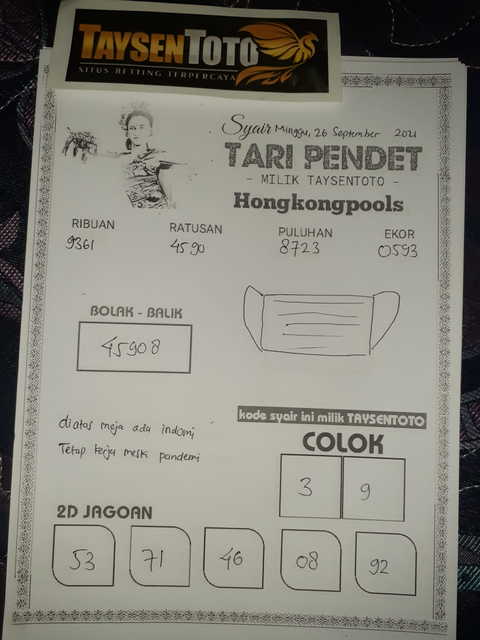 TAYSENTOTO
SITUS BETTING TERPERCAYA
Syair Minggu, 26 September 2021
TARI PENDET
- MILIK TAYSENTOTO -
Hongkongpools
RIBUAN RATUSAN PULUHAN EKOR
9361 4590 8723 0593
BOLAK - BALIK
45908
diatas meja ada indomi
Tetap kerja meski pandemi
kode syair ini milik TAYSENTOTO
COLOK
3 9
2D JAGOAN
53 71 46 08 92